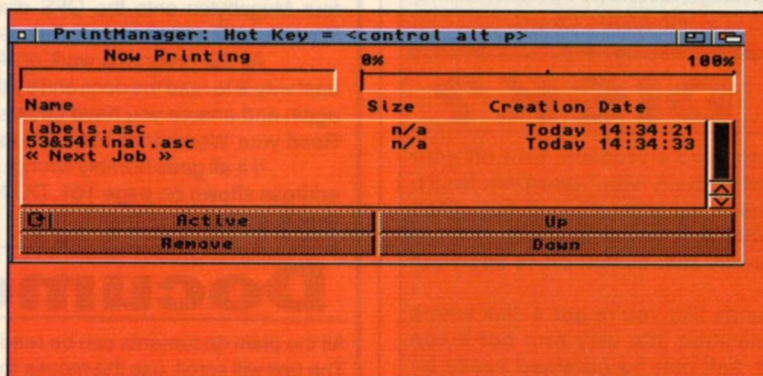 PrintManager: Hot Key = <control alt p>
Now Printing
0% 100%
Name Size Creation Date
labels.asc n/a Today 14:34:21
53&54final.asc n/a Today 14:34:33
« Next Job »
Active Up
Remove Down
Docum